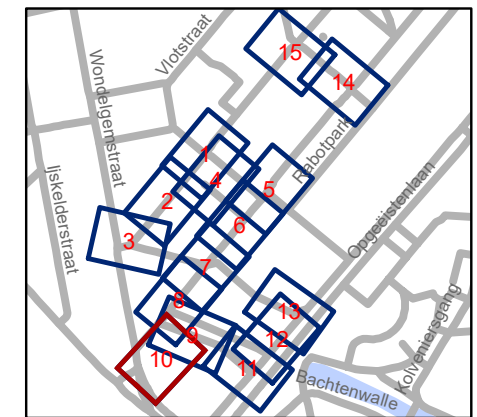 Vlotstraat
15
14
Wondelgemstraat
Rabotpark
1
4
5
2
Ijskelderstraat
6
3
Opgeëistenlaan
7
8
13
9
12
10
11
Kolveniersgang
Bachtenwalle